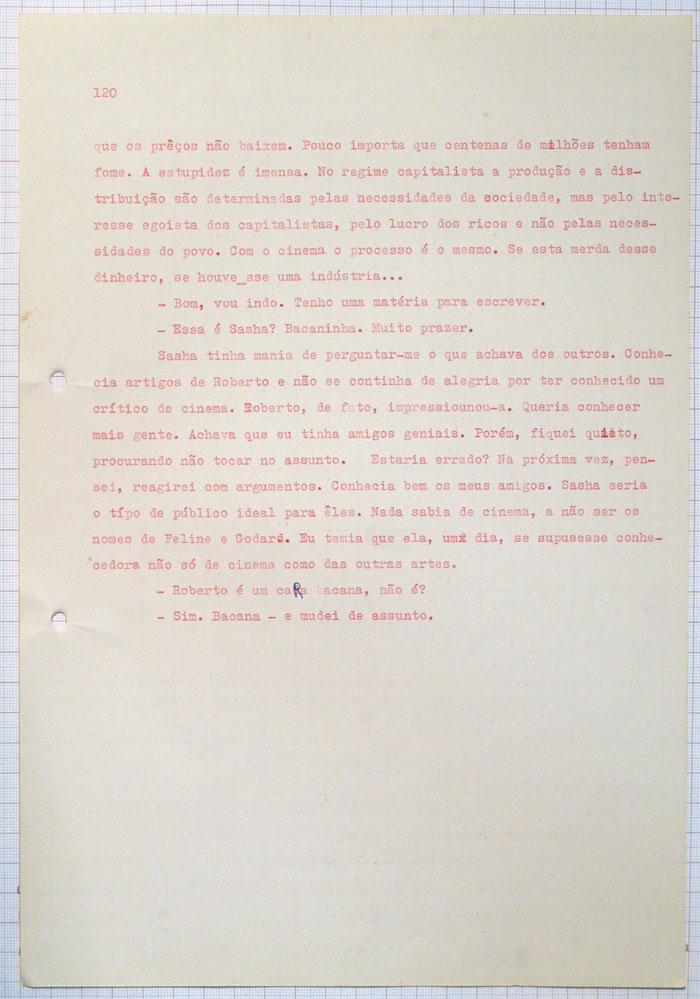 120
que os prêços não baixem. Pouco importa que centenas de milhões tenham
fome. A estupidez é imensa. No regime capitalista a produção e a dis-
tribuição são determinadas pelas necessidades da sociedade, mas pelo inte-
resse egoista dos capitalistas, pelo lucro dos ricos e não pelas neces-
sidades do povo. Com o cinema o processo é o mesmo. Se esta merda desse
dinheiro, se houve_sse uma indústria...
- Bom, vou indo. Tenho uma matéria para escrever.
- Essa é Sasha? Bacaninha. Muito prazer.
Sasha tinha mania de perguntar-me o que achava dos outros. Conhe-
cia artigos de Roberto e não se continha de alegria por ter conhecido um
crítico de cinema. Roberto, de fato, impressiounou-a. Queria conhecer
mais gente. Achava que eu tinha amigos geniais. Porém, fiquei quieto,
procurando não tocar no assunto. Estaria errado? Na próxima vez, pen-
sei, reagirei com argumentos. Conhecia bem os meus amigos. Sasha seria
o típo de público ideal para êles. Nada sabia de cinema, a não ser os
nomes de Feline e Godard. Eu temia que ela, um dia, se supusesse conhe-
cedora não só de cinema como das outras artes.
- Roberto é um caRa bacana, não é?
- Sim. Bacana - e mudei de assunto.